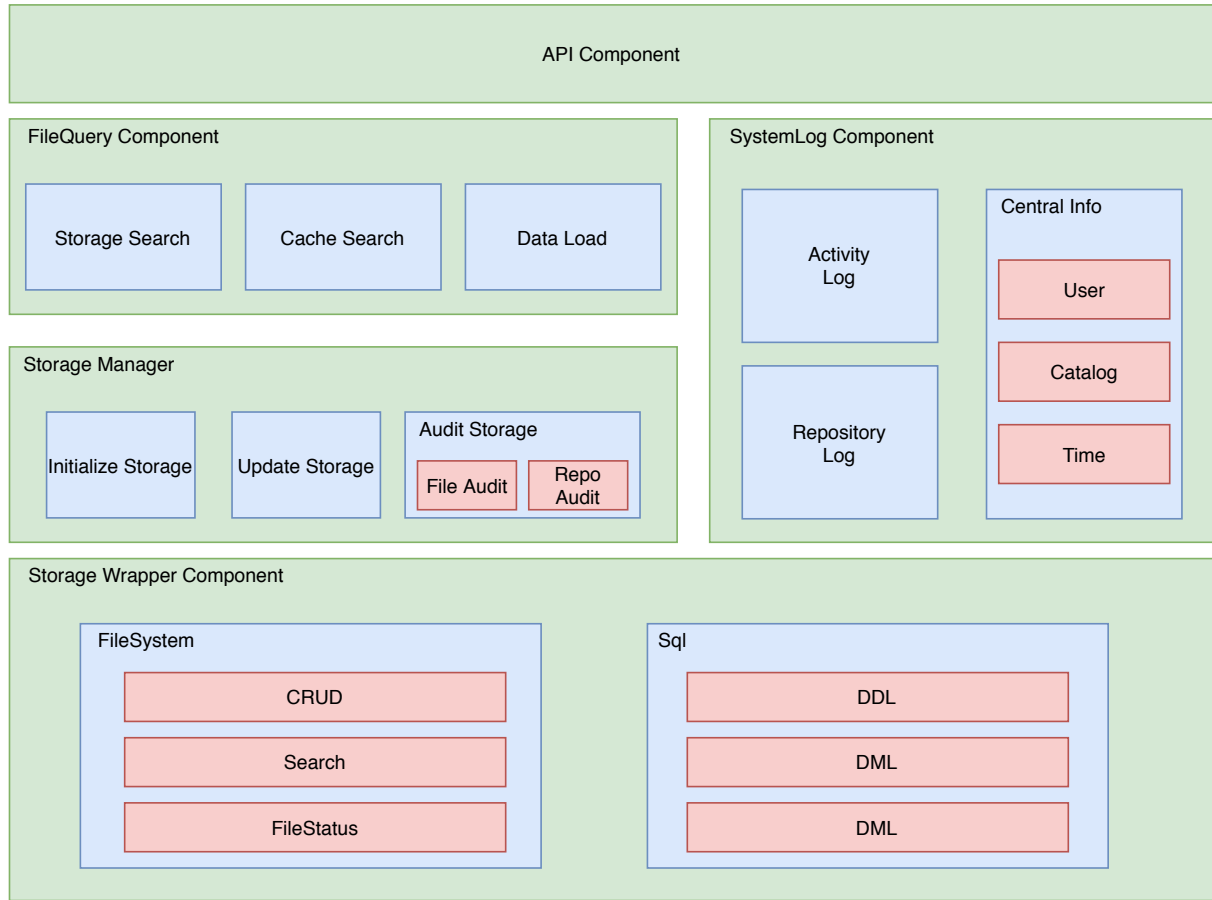 API Component
FileQuery Component
Storage Search
Cache Search
Data Load
SystemLog Component
Activity
Log
Repository
Log
Central Info
User
Catalog
Time
Storage Manager
Initialize Storage
Update Storage
Audit Storage
File Audit
Repo
Audit
Storage Wrapper Component
FileSystem
CRUD
Search
FileStatus
Sql
DDL
DML
DML